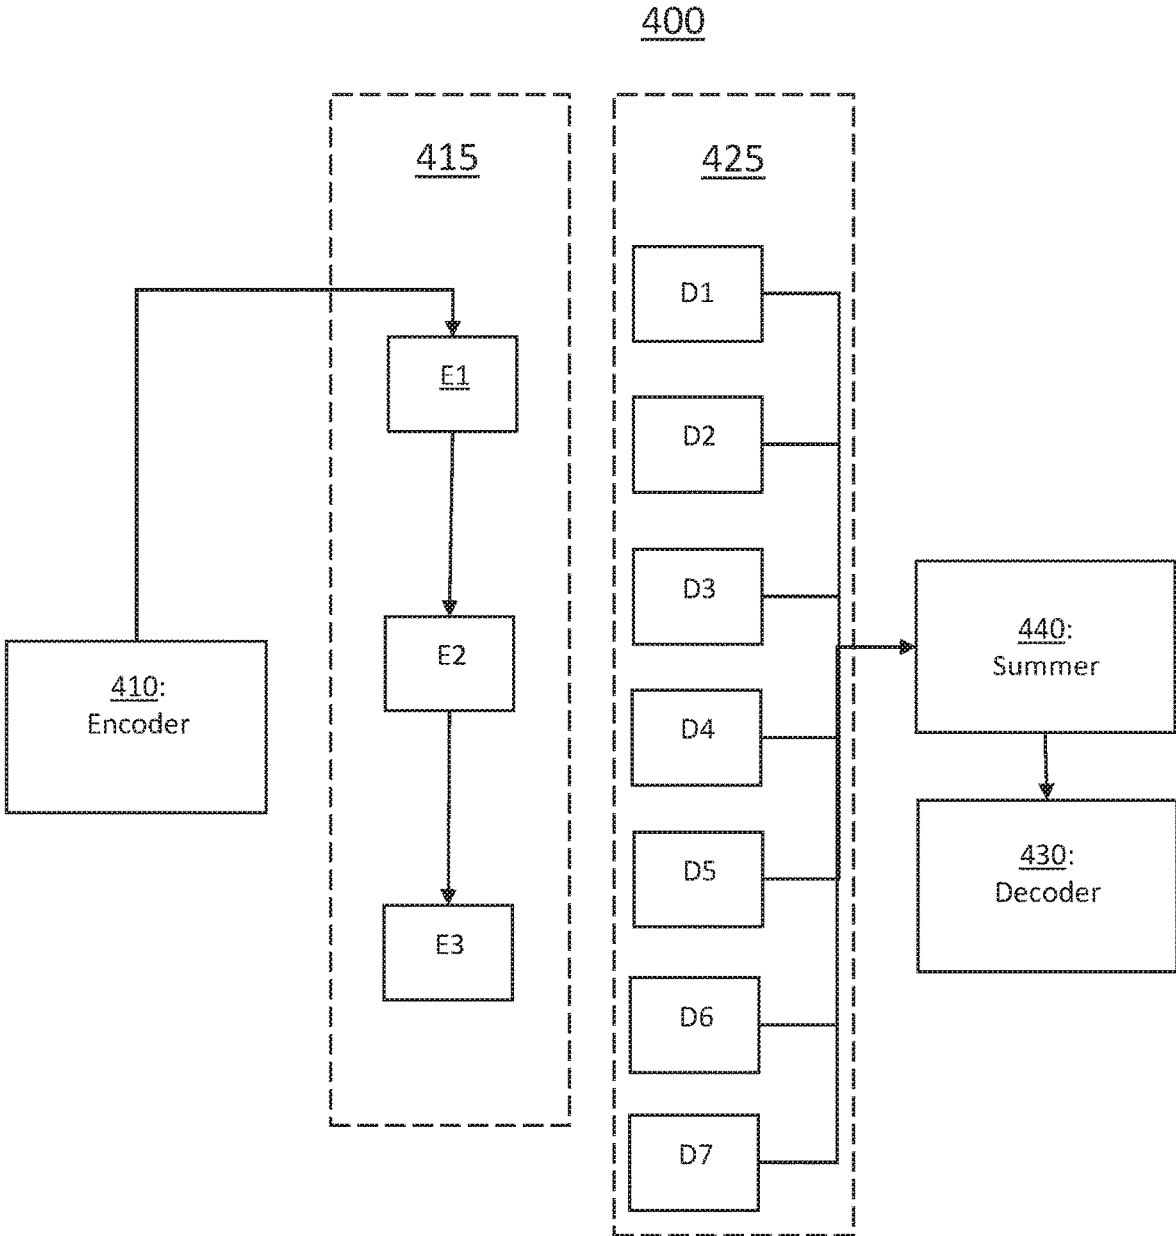 400
415
425
D1
E1
D2
D3
E2
410:
Encoder
440:
Summer
D4
D5
430:
Decoder
E3
D6
D7